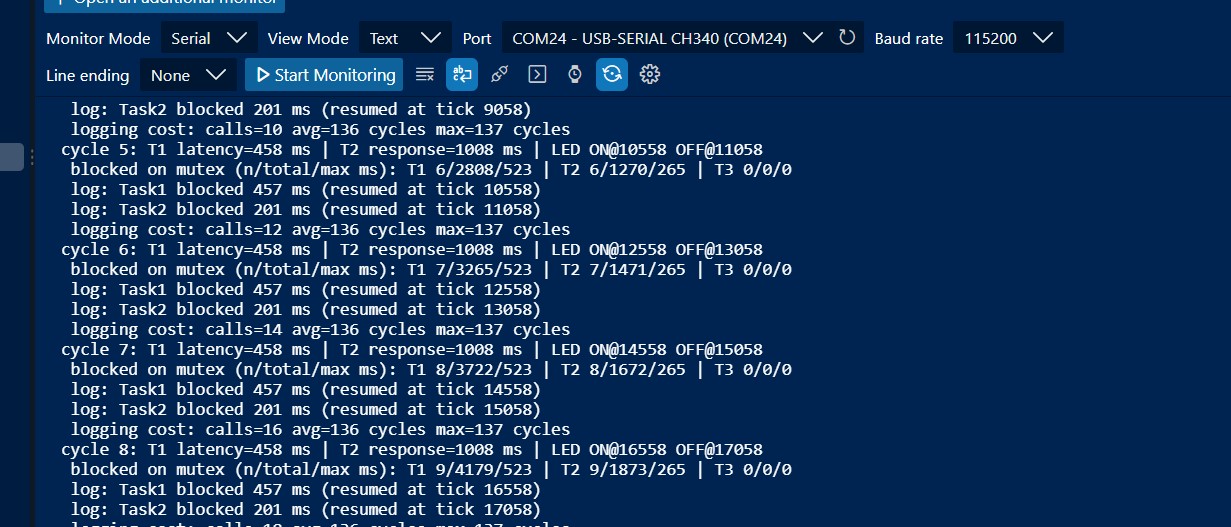 + Open an additional monitor
Monitor Mode Serial View Mode Text Port COM24 - USB-SERIAL CH340 (COM24) Baud rate 115200
Line ending None Start Monitoring
log: Task2 blocked 201 ms (resumed at tick 9058)
logging cost: calls=10 avg=136 cycles max=137 cycles
cycle 5: T1 latency=458 ms | T2 response=1008 ms | LED ON@10558 OFF@11058
blocked on mutex (n/total/max ms): T1 6/2808/523 | T2 6/1270/265 | T3 0/0/0
log: Task1 blocked 457 ms (resumed at tick 10558)
log: Task2 blocked 201 ms (resumed at tick 11058)
logging cost: calls=12 avg=136 cycles max=137 cycles
cycle 6: T1 latency=458 ms | T2 response=1008 ms | LED ON@12558 OFF@13058
blocked on mutex (n/total/max ms): T1 7/3265/523 | T2 7/1471/265 | T3 0/0/0
log: Task1 blocked 457 ms (resumed at tick 12558)
log: Task2 blocked 201 ms (resumed at tick 13058)
logging cost: calls=14 avg=136 cycles max=137 cycles
cycle 7: T1 latency=458 ms | T2 response=1008 ms | LED ON@14558 OFF@15058
blocked on mutex (n/total/max ms): T1 8/3722/523 | T2 8/1672/265 | T3 0/0/0
log: Task1 blocked 457 ms (resumed at tick 14558)
log: Task2 blocked 201 ms (resumed at tick 15058)
logging cost: calls=16 avg=136 cycles max=137 cycles
cycle 8: T1 latency=458 ms | T2 response=1008 ms | LED ON@16558 OFF@17058
blocked on mutex (n/total/max ms): T1 9/4179/523 | T2 9/1873/265 | T3 0/0/0
log: Task1 blocked 457 ms (resumed at tick 16558)
log: Task2 blocked 201 ms (resumed at tick 17058)
logging cost: calls=18 avg=136 cycles max=137 cycles